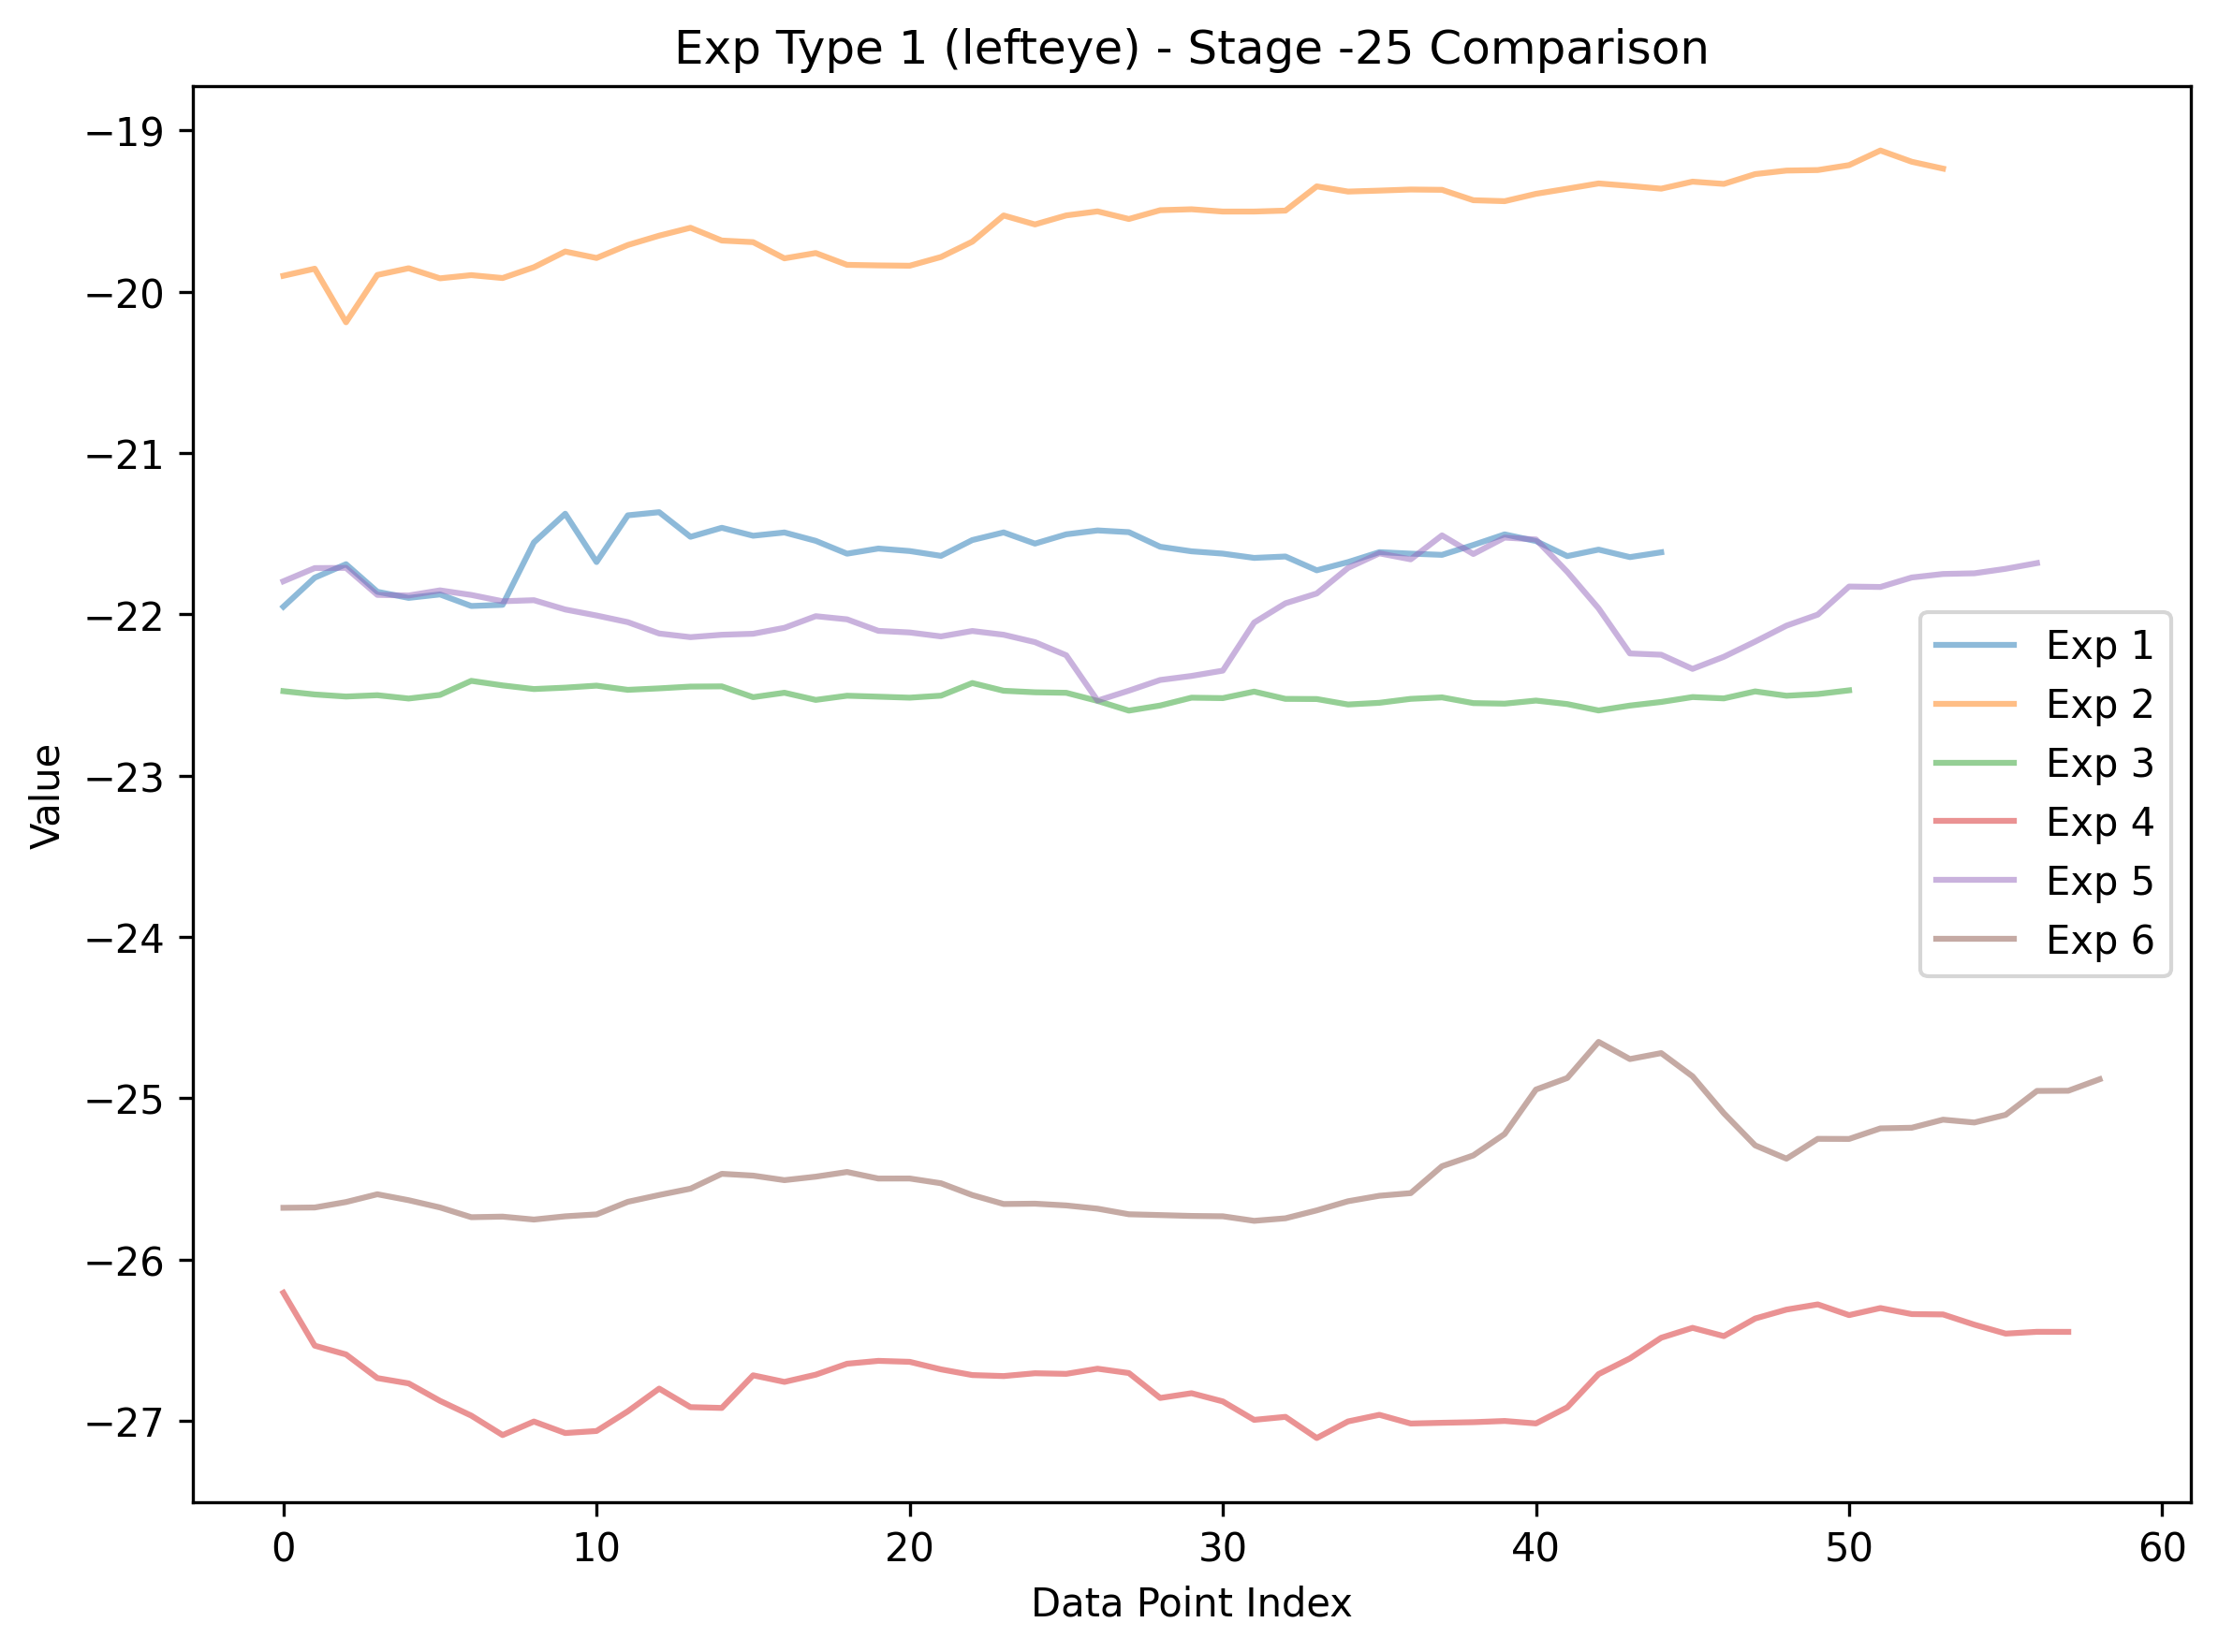 Exp Type 1 (lefteye) - Stage -25 Comparison
−19
−20
−21
−22
−23
−24
−25
−26
−27
Value
Exp 1
Exp 2
Exp 3
Exp 4
Exp 5
Exp 6
0 10 20 30 40 50 60
Data Point Index